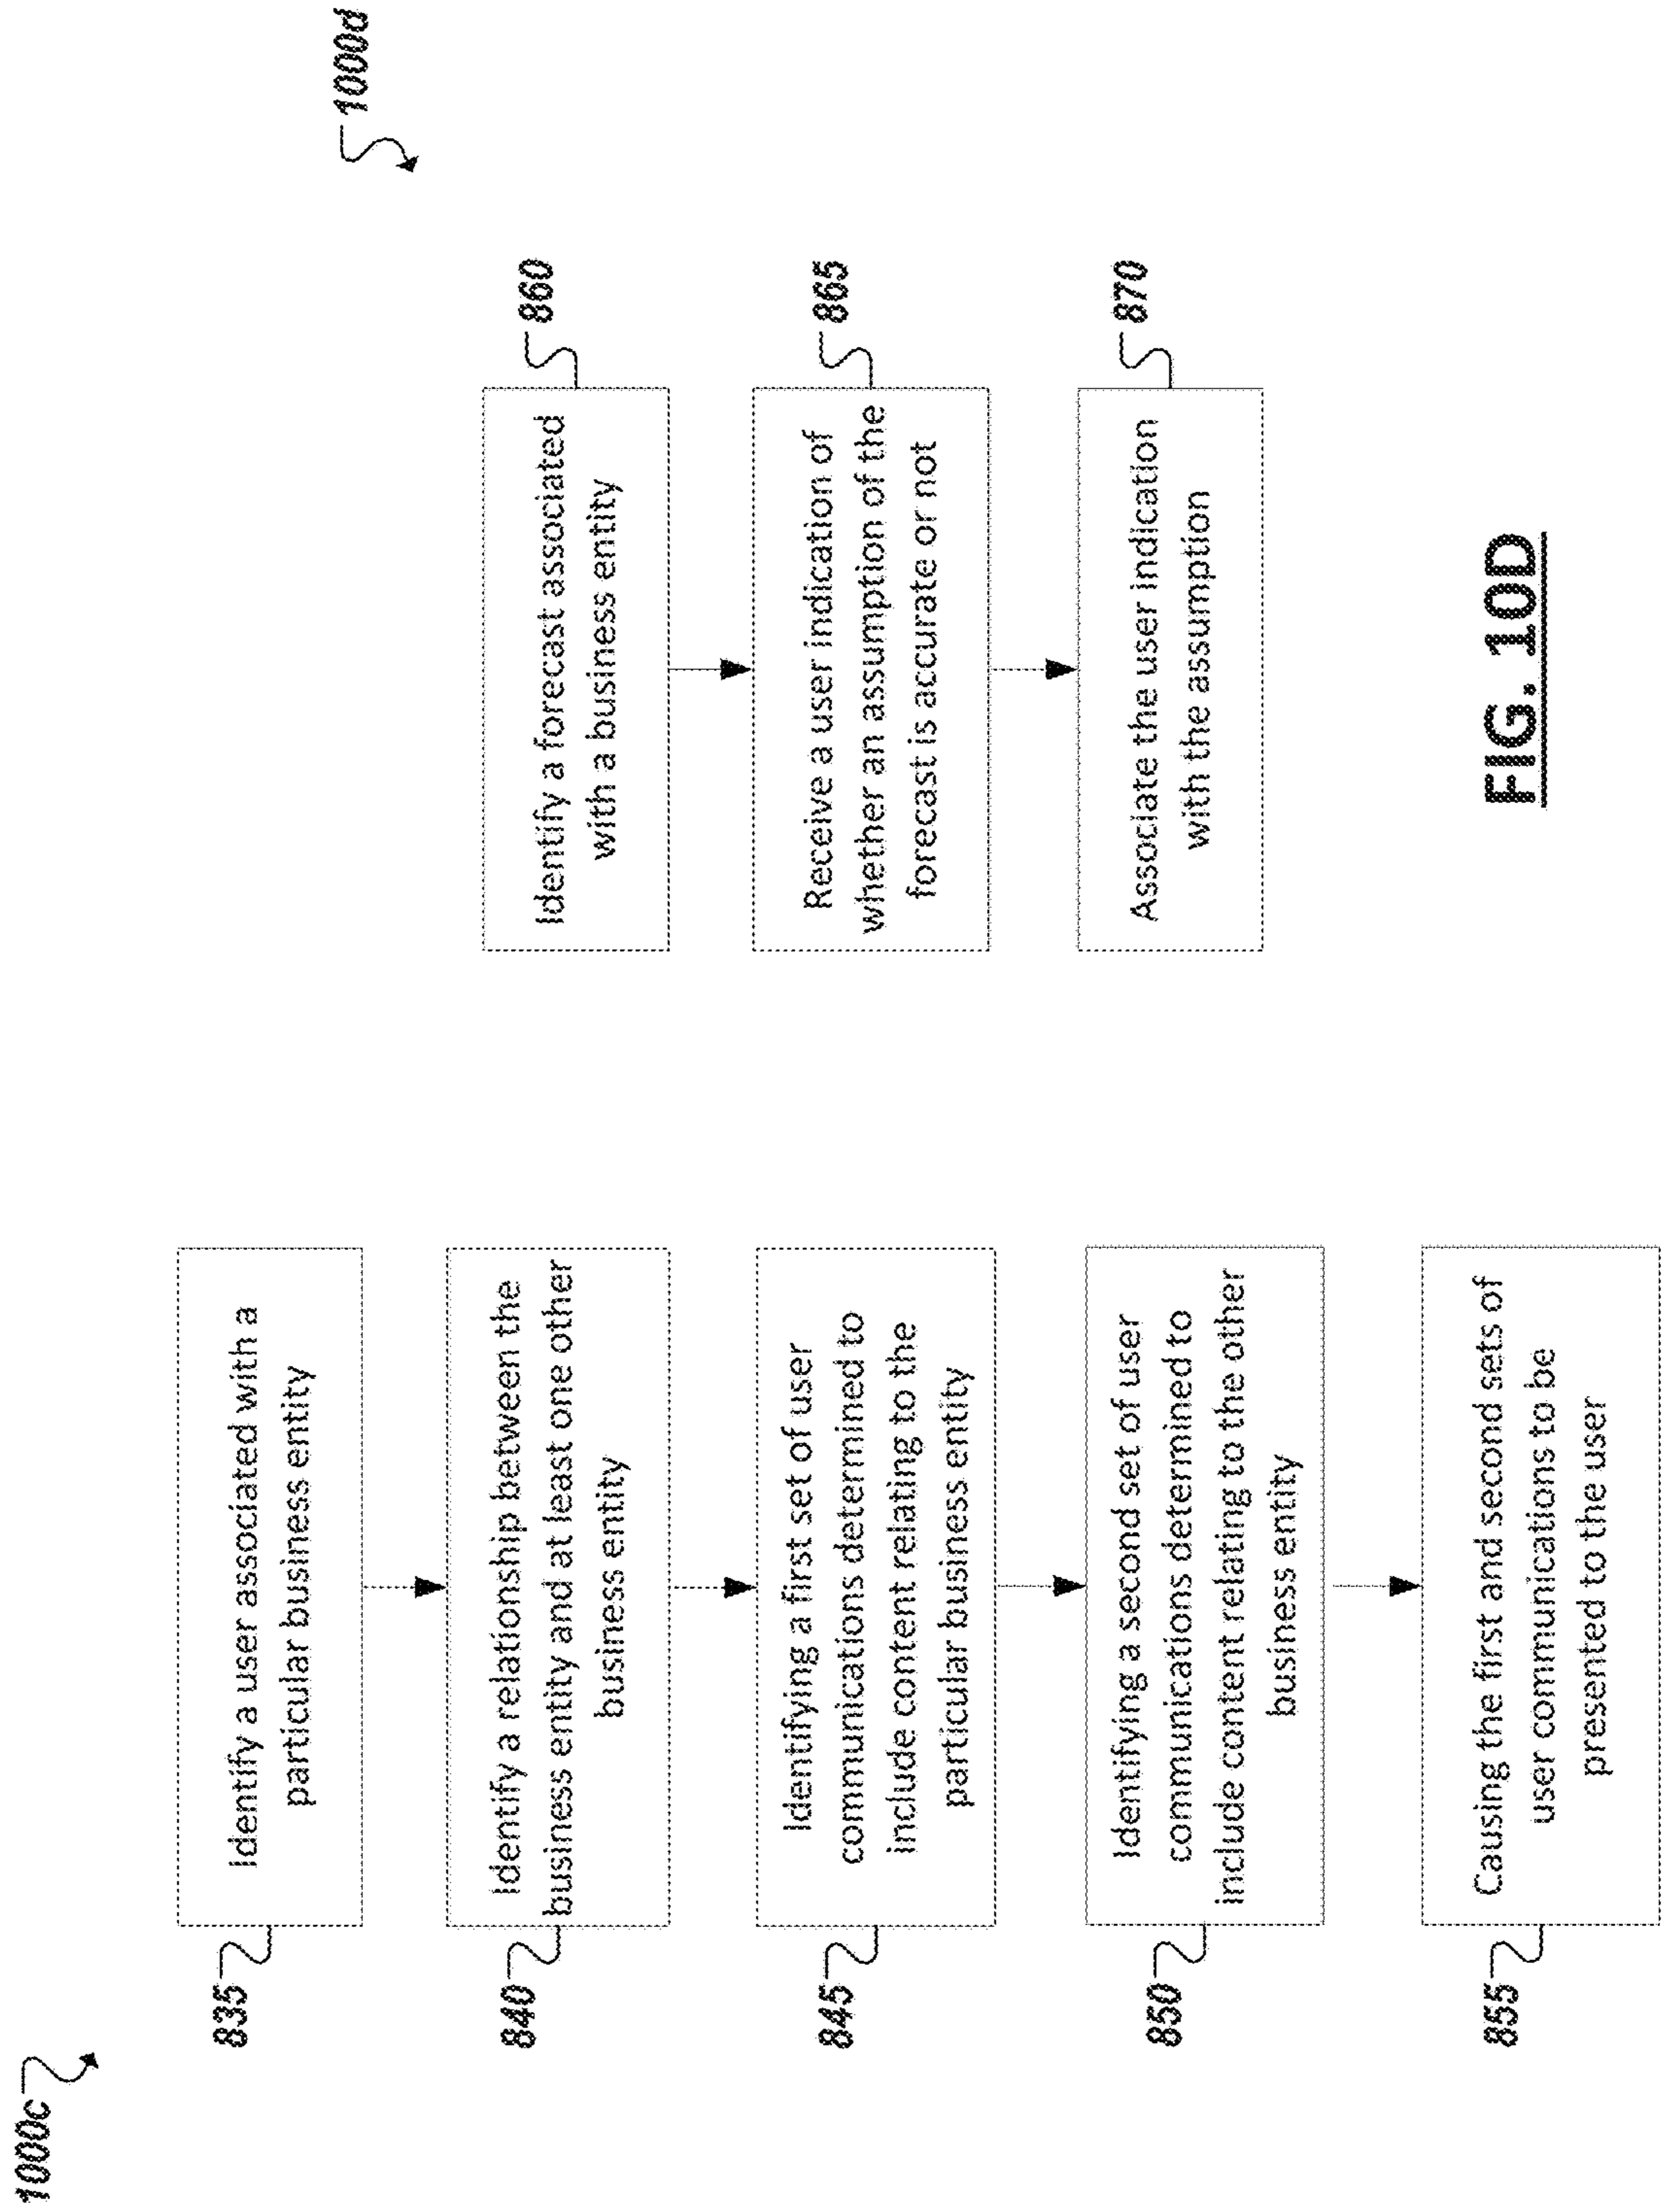 1000c
835
Identify a user associated with a
particular business entity
840
Identify a relationship between the
business entity and at least one other
business entity
845
Identifying a first set of user
communications determined to
include content relating to the
particular business entity
850
Identifying a second set of user
communications determined to
include content relating to the other
business entity
855
Causing the first and second sets of
user communications to be
presented to the user
1000d
Identify a forecast associated
with a business entity
860
Receive a user indication of
whether an assumption of the
forecast is accurate or not
865
Associate the user indication
with the assumption
870
FIG. 10D